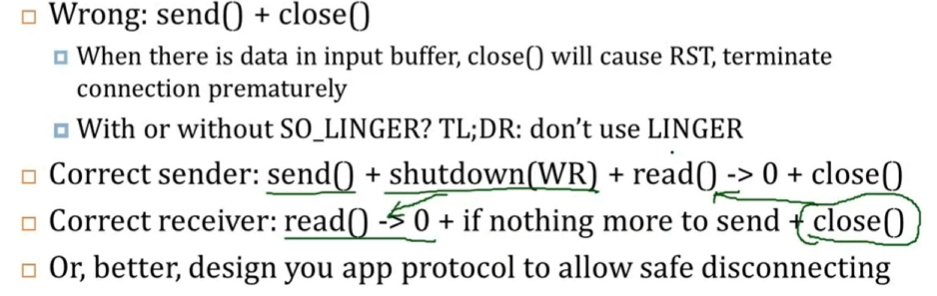 Wrong: send() + close()
When there is data in input buffer, close() will cause RST, terminate
connection prematurely
With or without SO_LINGER? TL;DR: don't use LINGER
Correct sender: send() + shutdown(WR) + read() -> 0 + close()
Correct receiver: read() -> 0 + if nothing more to send + close()
Or, better, design you app protocol to allow safe disconnecting